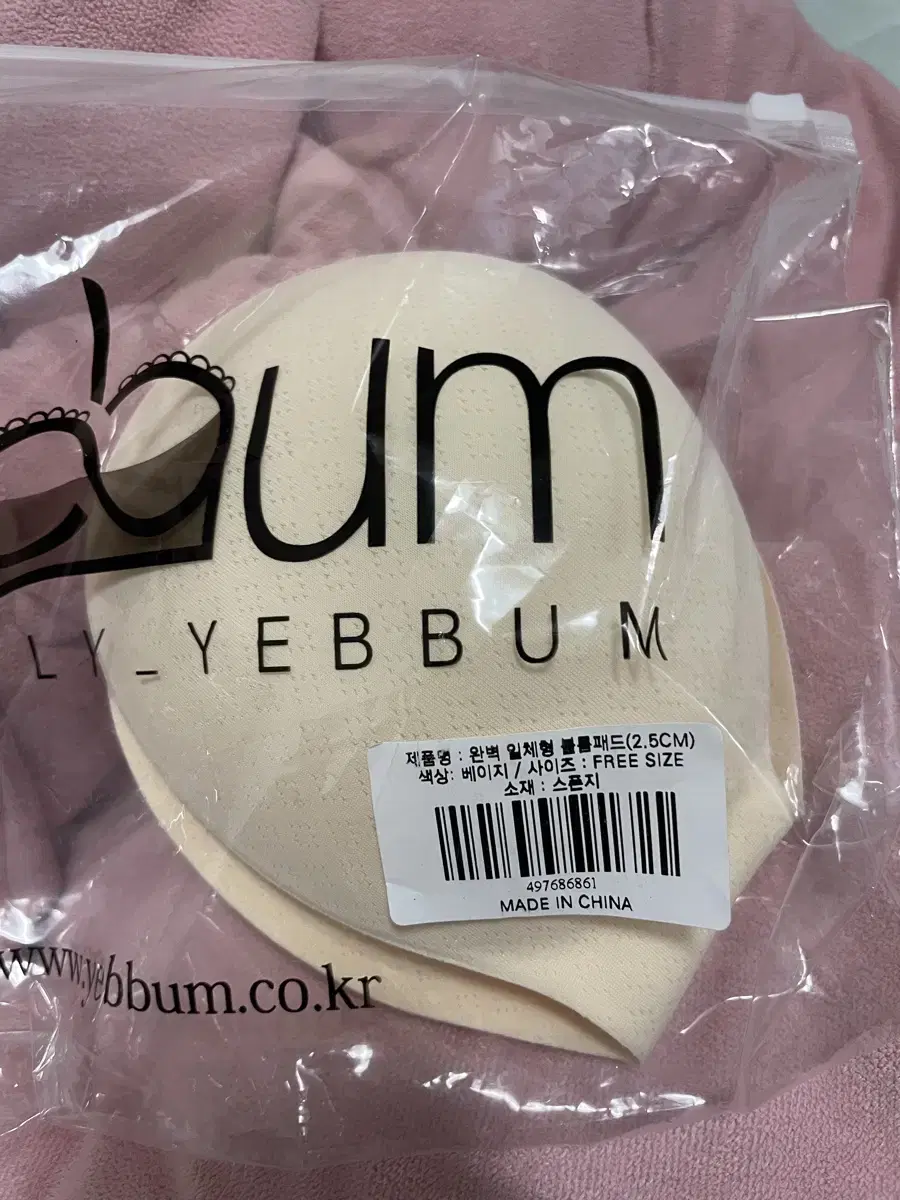 ebbum
LY_YEBBUM
제품명 : 완벽 일체형 볼륨패드(2.5CM)
색상: 베이지 / 사이즈 : FREE SIZE
소재 : 스폰지
497686861
MADE IN CHINA
www.yebbum.co.kr